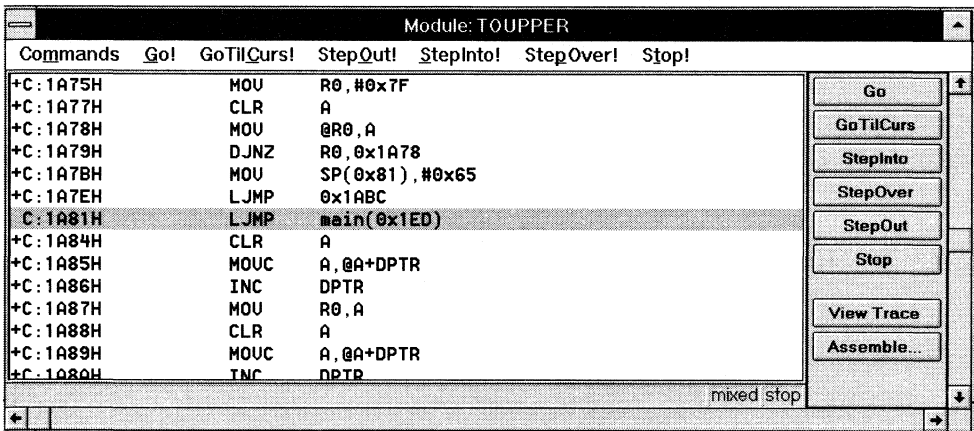 Module: TOUPPER
Commands Go! GoTilCurs! StepOut! StepInto! StepOver! Stop!
+C:1A75H MOV R0,#0x7F
+C:1A77H CLR A
+C:1A78H MOV @R0,A
+C:1A79H DJNZ R0,0x1A78
+C:1A7BH MOV SP(0x81),#0x65
+C:1A7EH LJMP 0x1ABC
C:1A81H LJMP main(0x1ED)
+C:1A84H CLR A
+C:1A85H MOVC A,@A+DPTR
+C:1A86H INC DPTR
+C:1A87H MOV R0,A
+C:1A88H CLR A
+C:1A89H MOVC A,@A+DPTR
+C:1A8AH INC DPTR
mixed stop
Go
GoTilCurs
StepInto
StepOver
StepOut
Stop
View Trace
Assemble...